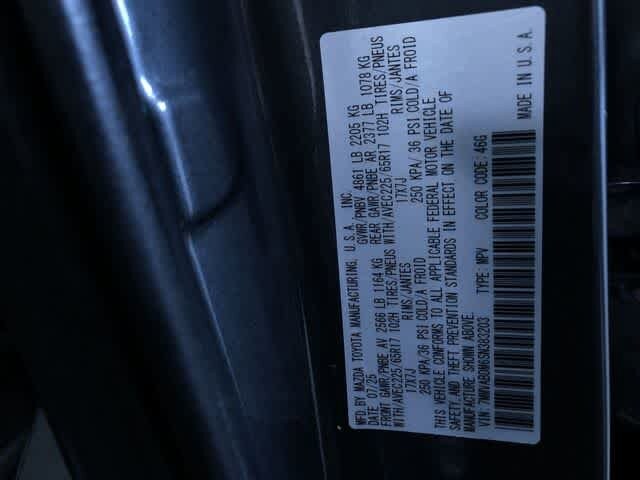 MFD. BY MAZDA TOYOTA MANUFACTURING, U.S.A., INC.
DATE: 07/25 GVWR/PNBV 4861 LB 2205 KG
FRONT GAWR/PNBE AV 2566 LB 1164 KG REAR GAWR/PNBE AR 2377 LB 1078 KG
WITH/AVEC225/65R17 102H TIRES/PNEUS WITH/AVEC225/65R17 102H TIRES/PNEUS
17X7J RIMS/JANTES 17X7J RIMS/JANTES
250 KPA/36 PSI COLD/A FROID 250 KPA/ 36 PSI COLD/A FROID
THIS VEHICLE CONFORMS TO ALL APPLICABLE FEDERAL MOTOR VEHICLE
SAFETY AND THEFT PREVENTION STANDARDS IN EFFECT ON THE DATE OF
MANUFACTURE SHOWN ABOVE.
VIN: TYPE: MPV COLOR CODE: 46G
MADE IN U.S.A.